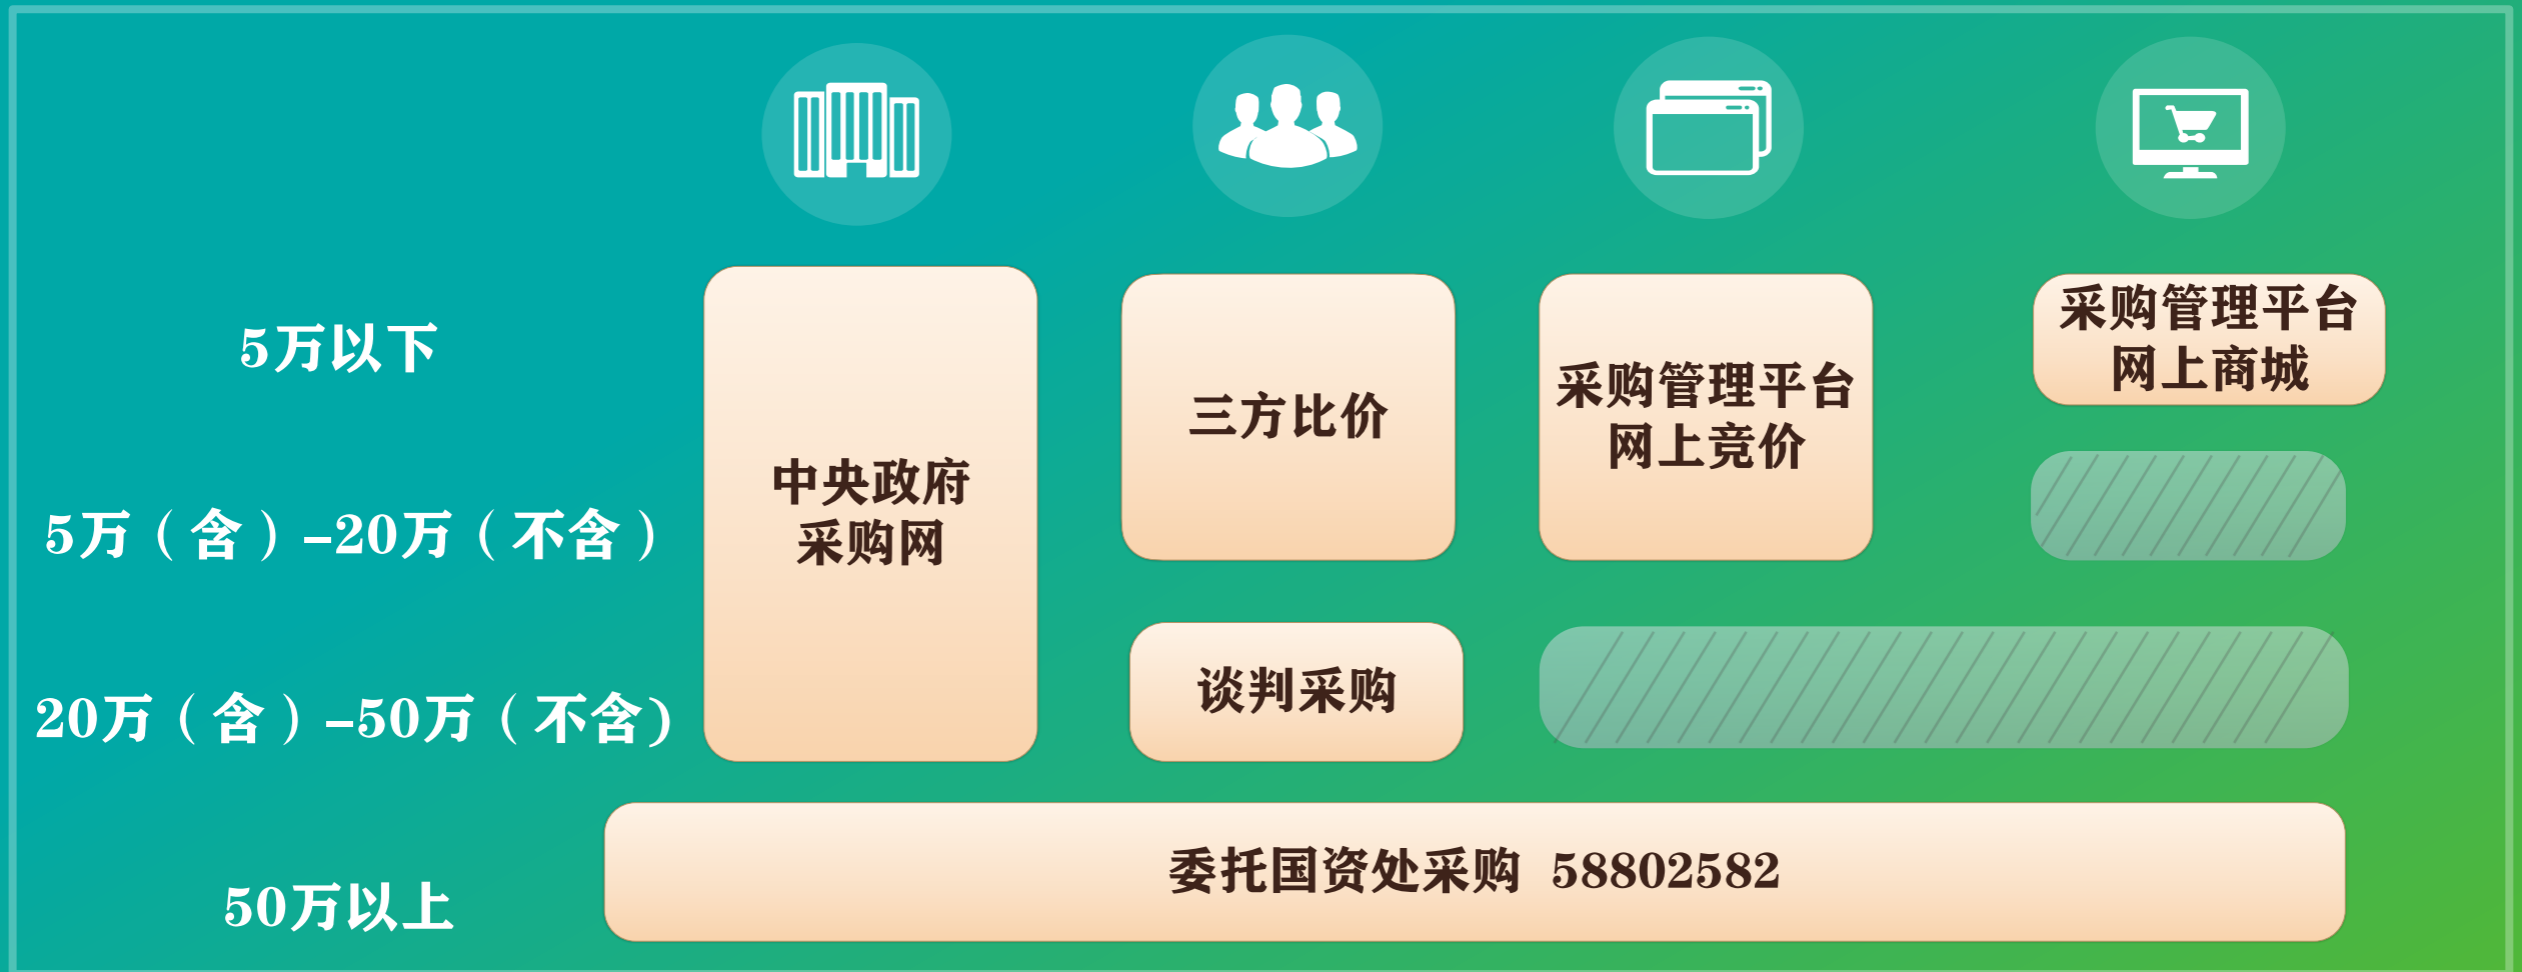 5万以下
5万（含）-20万（不含）
20万（含）-50万（不含)
50万以上
中央政府
采购网
三方比价
谈判采购
采购管理平台
网上竞价
采购管理平台
网上商城
委托国资处采购 58802582